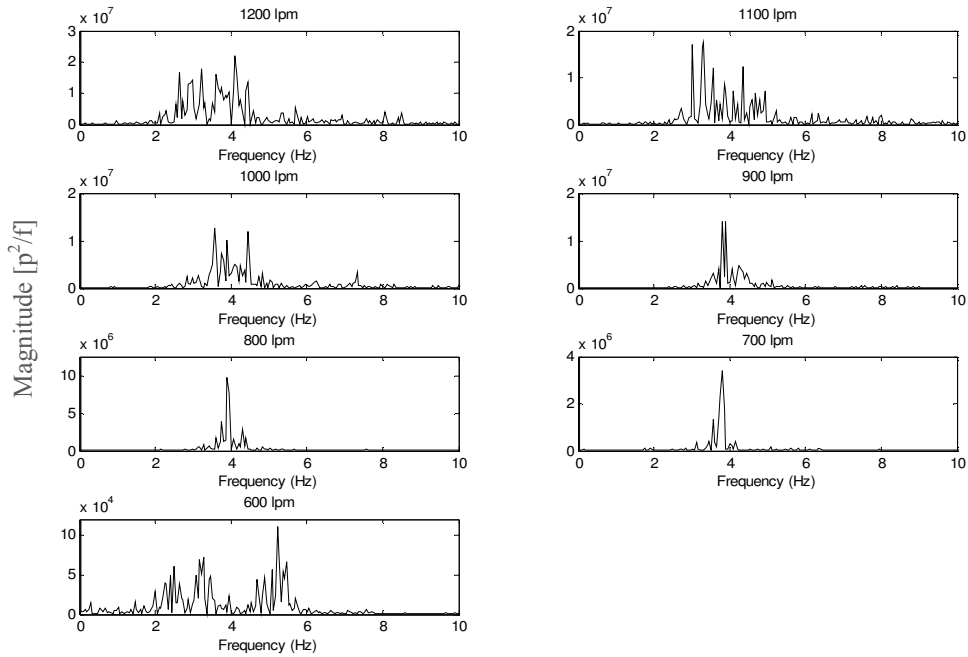 1200 lpm
x 10^7
3
2
1
0
0 2 4 6 8 10
Frequency (Hz)
1100 lpm
x 10^7
2
1
0
0 2 4 6 8 10
Frequency (Hz)
1000 lpm
x 10^7
2
1
0
0 2 4 6 8 10
Frequency (Hz)
900 lpm
x 10^7
2
1
0
0 2 4 6 8 10
Frequency (Hz)
Magnitude [p^2/f]
800 lpm
x 10^6
10
5
0
0 2 4 6 8 10
Frequency (Hz)
700 lpm
x 10^6
4
2
0
0 2 4 6 8 10
Frequency (Hz)
600 lpm
x 10^4
10
5
0
0 2 4 6 8 10
Frequency (Hz)